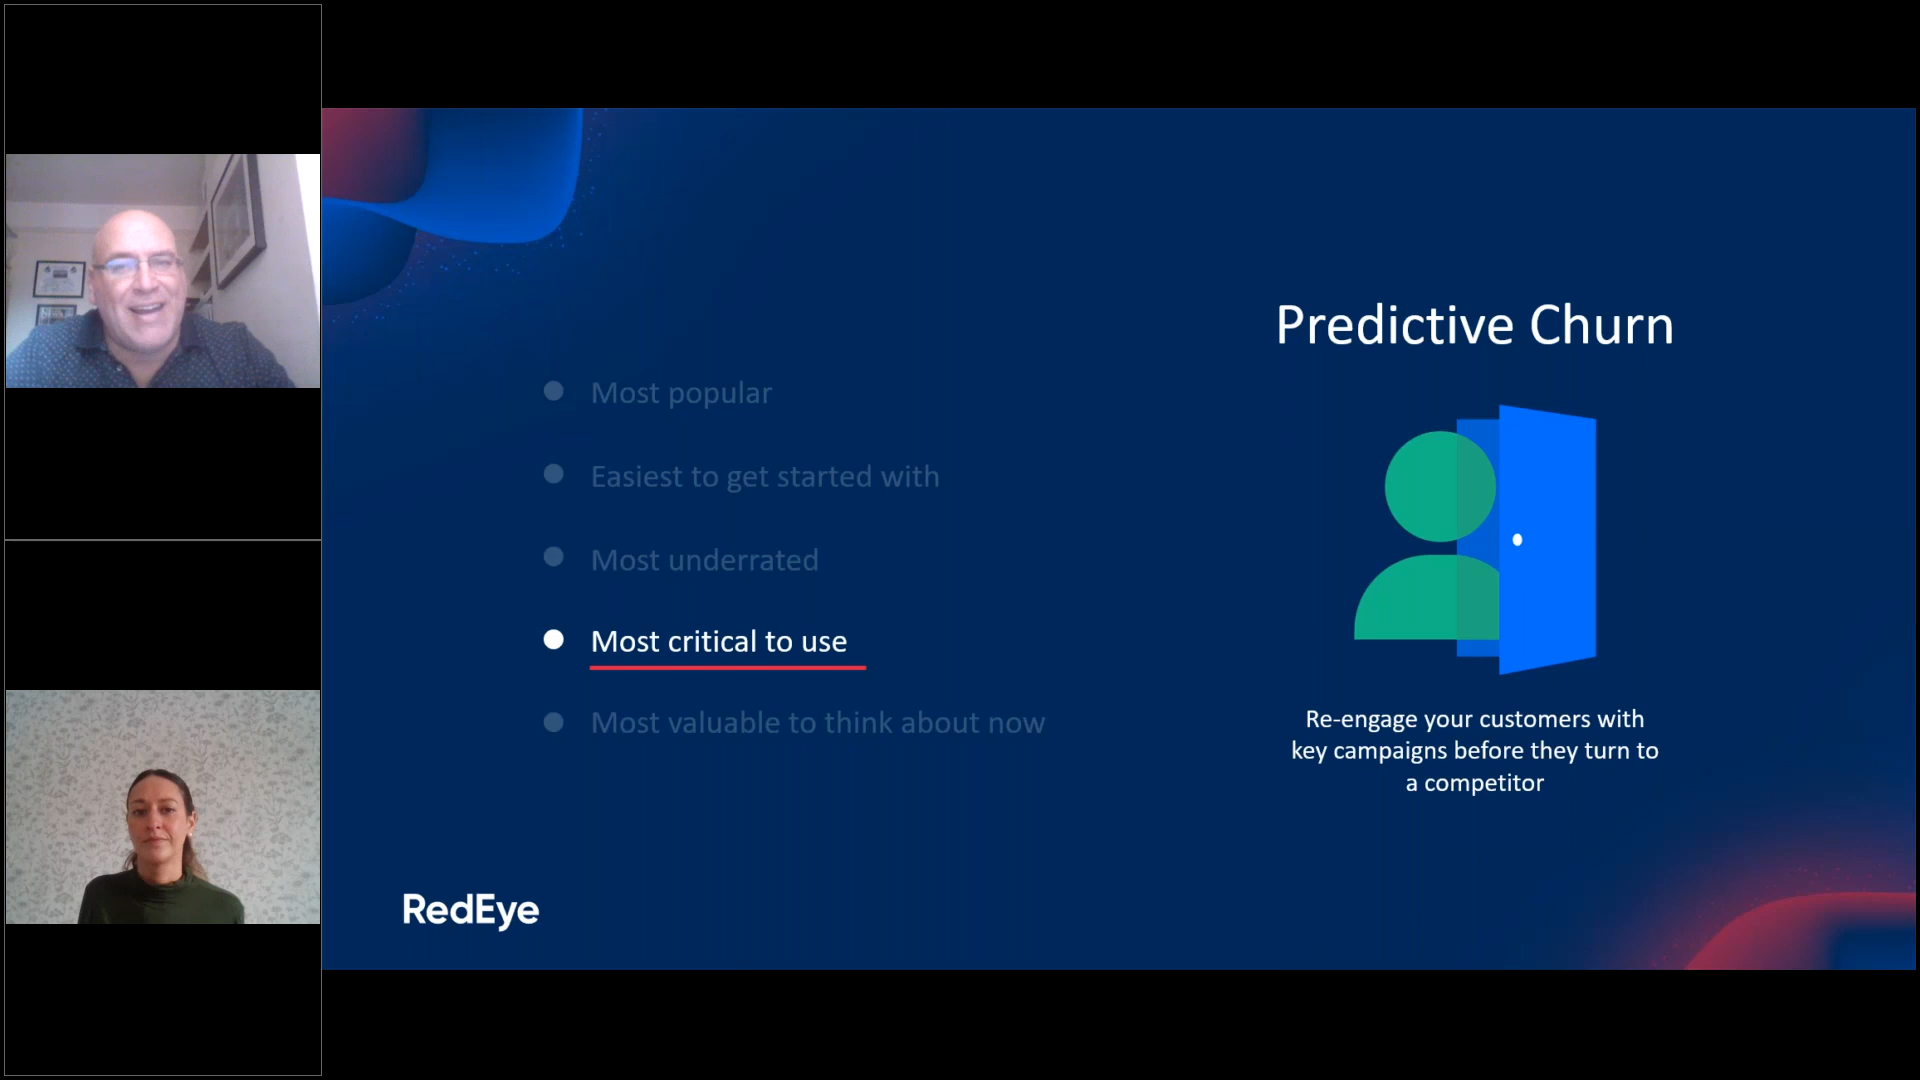 Predictive Churn
Most popular
Easiest to get started with
Most underrated
Most critical to use
Most valuable to think about now
Re-engage your customers with
key campaigns before they turn to
a competitor
RedEye